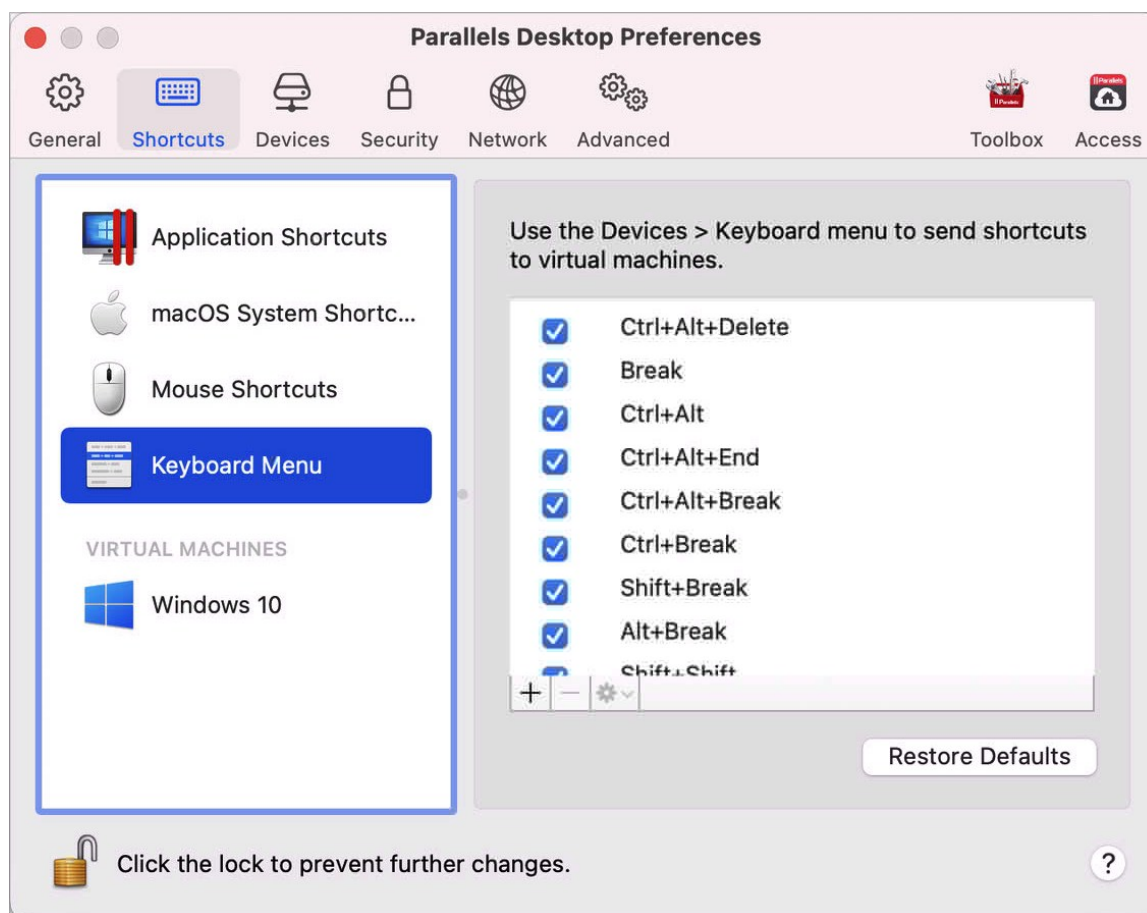 Parallels Desktop Preferences
General
Shortcuts
Devices
Security
Network
Advanced
Toolbox
Access
Application Shortcuts
macOS System Shortc...
Mouse Shortcuts
Keyboard Menu
VIRTUAL MACHINES
Windows 10
Use the Devices > Keyboard menu to send shortcuts
to virtual machines.
Ctrl+Alt+Delete
Break
Ctrl+Alt
Ctrl+Alt+End
Ctrl+Alt+Break
Ctrl+Break
Shift+Break
Alt+Break
Shift+Shift
Restore Defaults
Click the lock to prevent further changes.
?